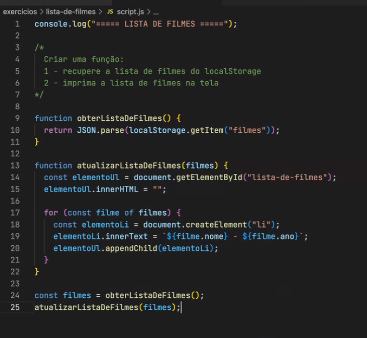 exercicios > lista-de-filmes > JS script.js > ...
1 console.log("===== LISTA DE FILMES =====");
2
3 /*
4 Criar uma função:
5 1 - recupere a lista de filmes do localStorage
6 2 - imprima a lista de filmes na tela
7 */
8
9 function obterListaDeFilmes() {
10 return JSON.parse(localStorage.getItem("filmes"));
11 }
12
13 function atualizarListaDeFilmes(filmes) {
14 const elementoUl = document.getElementById("lista-de-filmes");
15 elementoUl.innerHTML = "";
16
17 for (const filme of filmes) {
18 const elementoLi = document.createElement("li");
19 elementoLi.innerText = `${filme.nome} - ${filme.ano}`;
20 elementoUl.appendChild(elementoLi);
21 }
22 }
23
24 const filmes = obterListaDeFilmes();
25 atualizarListaDeFilmes(filmes);